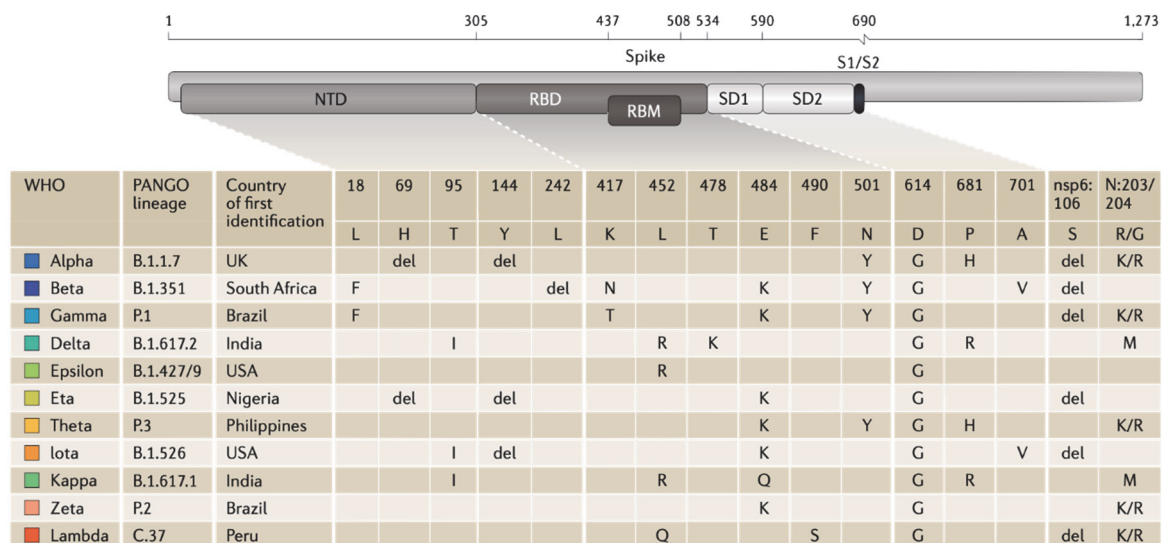 1 305 437 508 534 590 690 1,273
Spike
S1/S2
NTD RBD RBM SD1 SD2
WHO PANGO lineage Country of first identification 18 69 95 144 242 417 452 478 484 490 501 614 681 701 nsp6: 106 N:203/ 204
L H T Y L K L T E F N D P A S R/G
Alpha B.1.1.7 UK del del Y G H del K/R
Beta B.1.351 South Africa F del N K Y G V del
Gamma P.1 Brazil F T K Y G del K/R
Delta B.1.617.2 India I R K G R M
Epsilon B.1.427/9 USA R G
Eta B.1.525 Nigeria del del K G del
Theta P.3 Philippines K Y G H K/R
Iota B.1.526 USA I del K G V del
Kappa B.1.617.1 India I R Q G R M
Zeta P.2 Brazil K G K/R
Lambda C.37 Peru Q S G del K/R